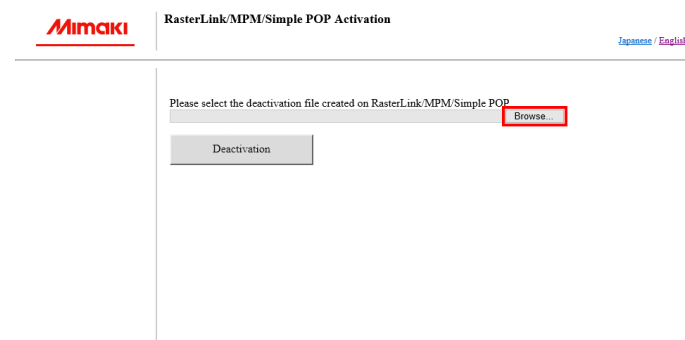 Mimaki
RasterLink/MPM/Simple POP Activation
Japanese / English
Please select the deactivation file created on RasterLink/MPM/Simple POP
Browse...
Deactivation